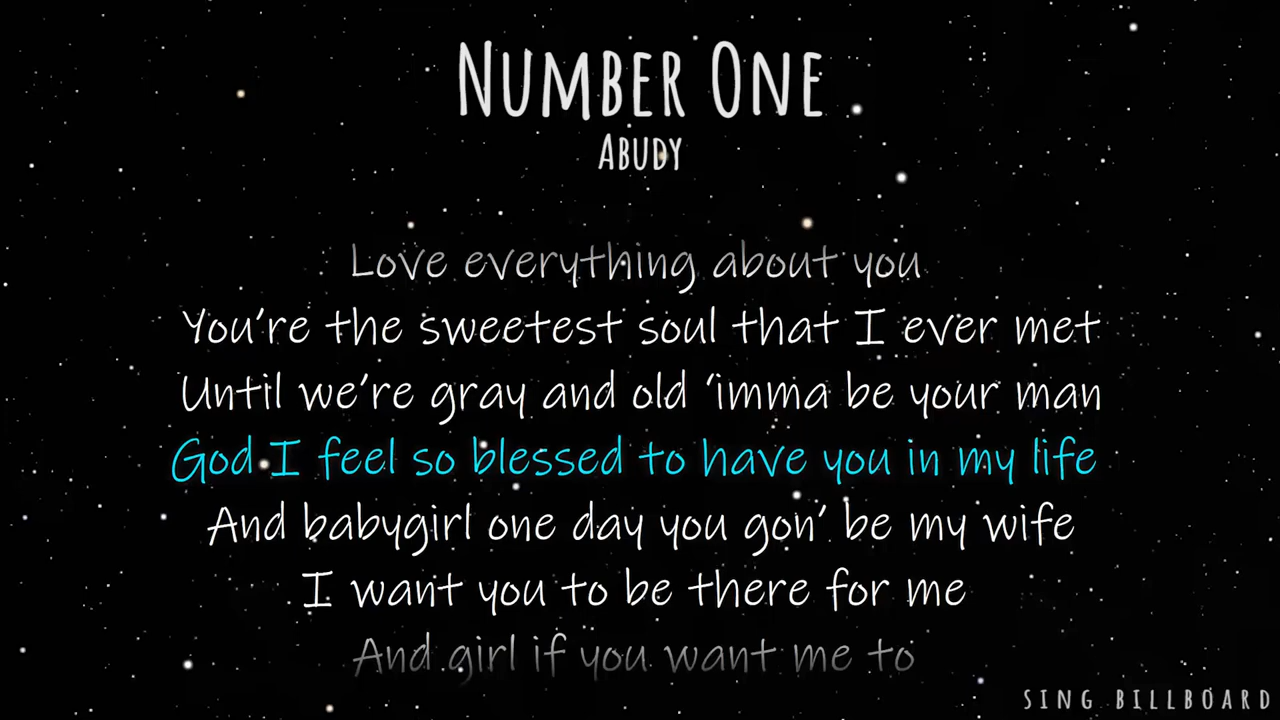 Number One
Abudy
Love everything about you
You're the sweetest soul that I ever met
Until we're gray and old 'imma be your man
God I feel so blessed to have you in my life
And babygirl one day you gon' be my wife
I want you to be there for me
And girl if you want me to
SING BILLBOARD